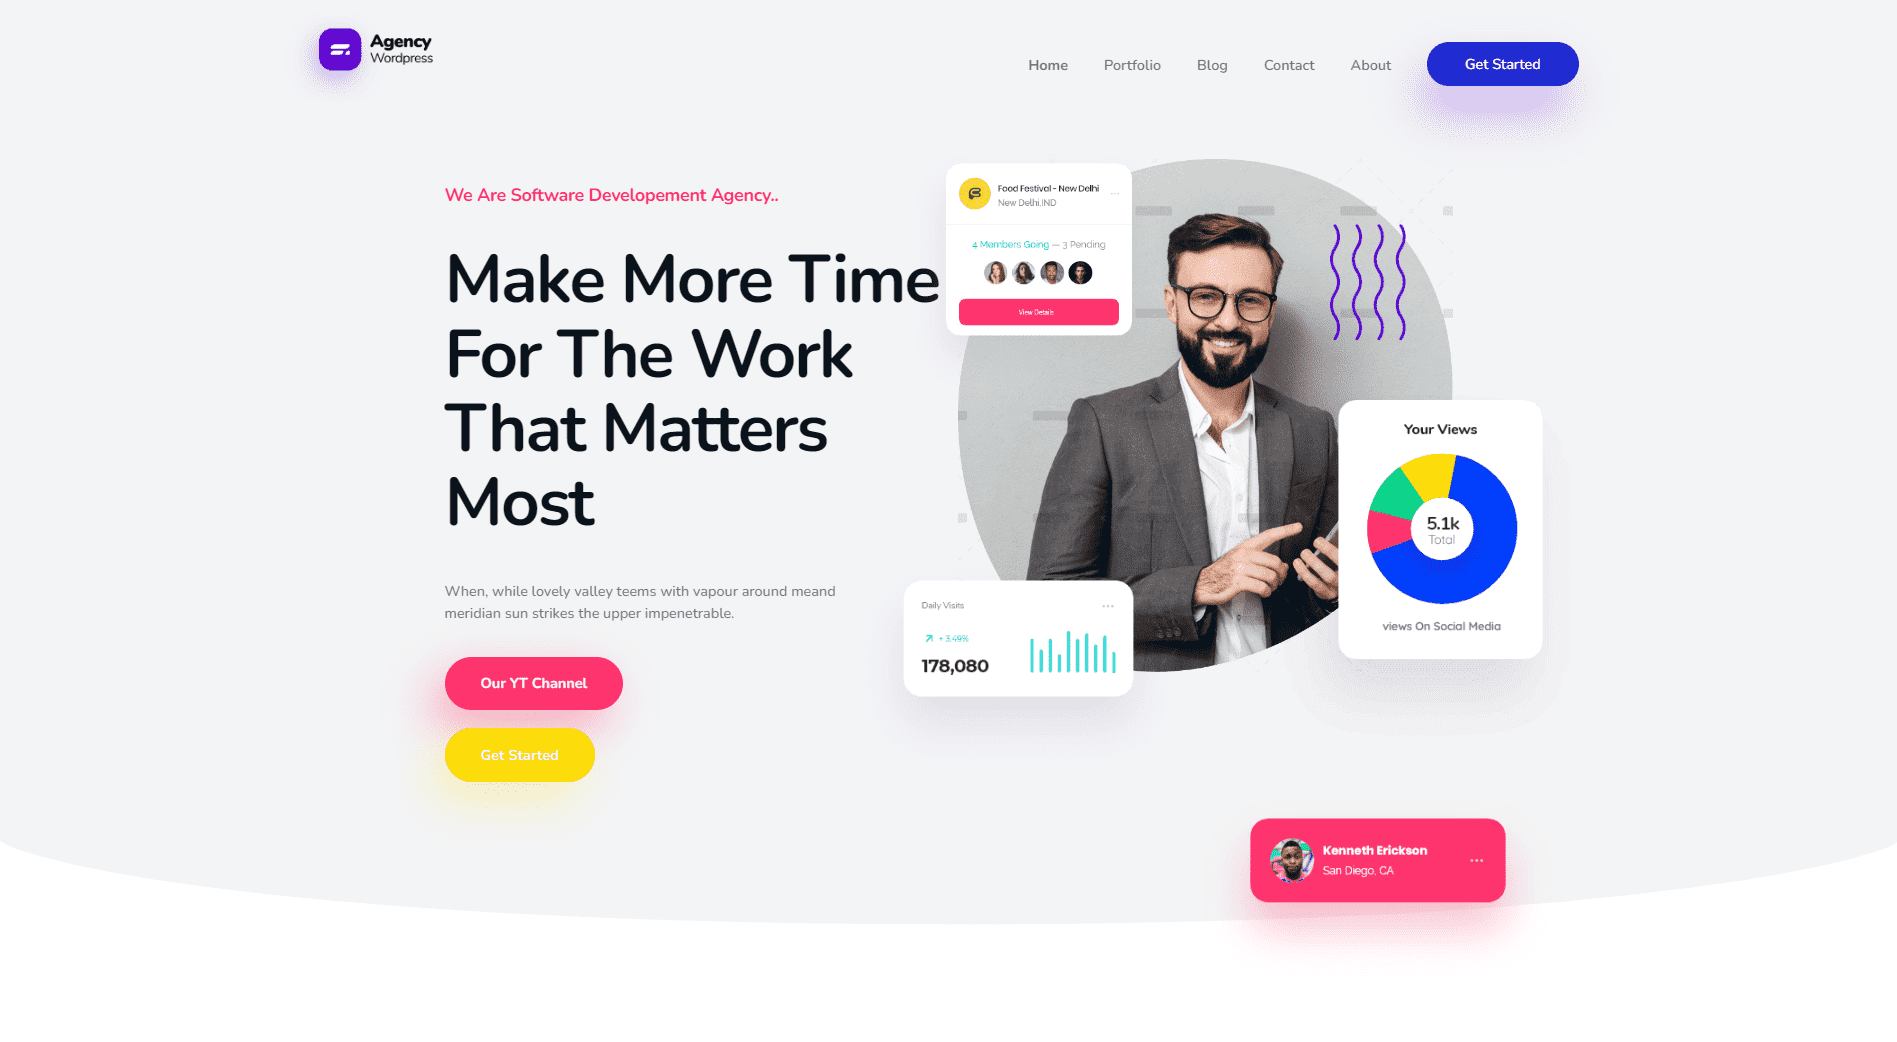 Agency
Wordpress
Home Portfolio Blog Contact About Get Started
We Are Software Developement Agency..
Make More Time
For The Work
That Matters
Most
When, while lovely valley teems with vapour around meand
meridian sun strikes the upper impenetrable.
Our YT Channel
Get Started
Food Festival - New Delhi
New Delhi,IND
4 Members Going — 3 Pending
View Details
Your Views
5.1k
Total
views On Social Media
Daily Visits
+ 3.49%
178,080
Kenneth Erickson
San Diego, CA